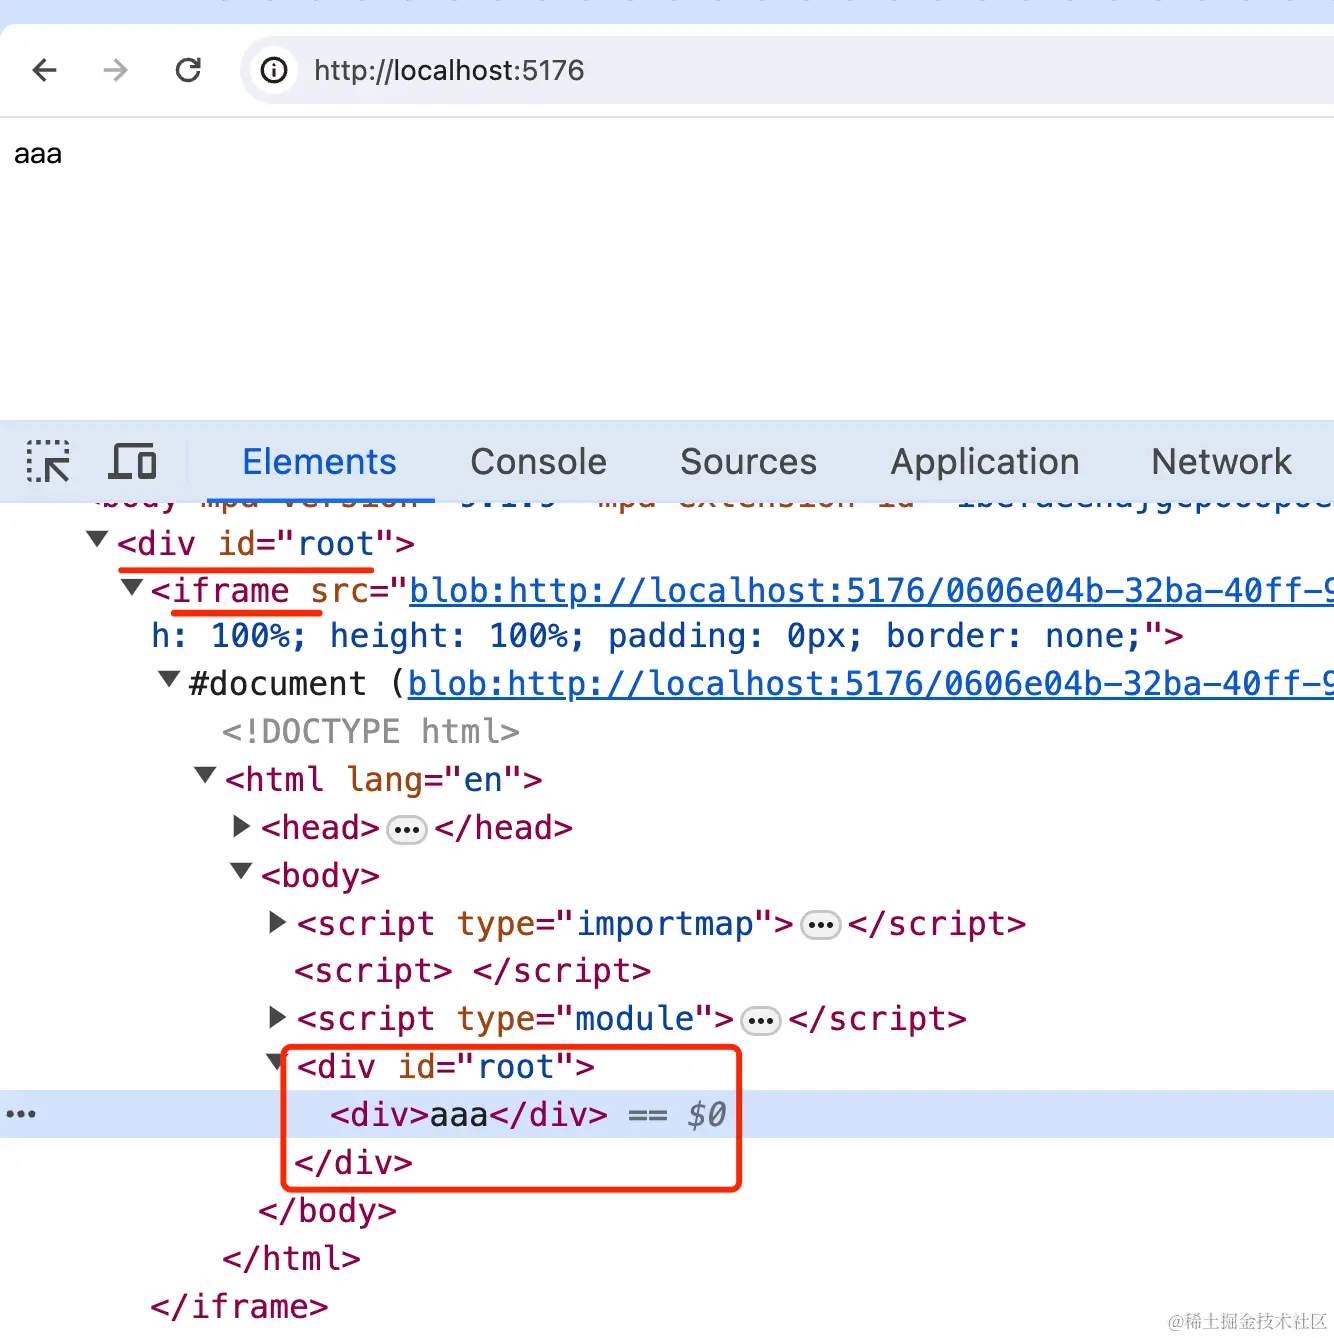 http://localhost:5176
aaa
Elements Console Sources Application Network
<div id="root">
<iframe src="blob:http://localhost:5176/0606e04b-32ba-40ff-9
h: 100%; height: 100%; padding: 0px; border: none;">
#document (blob:http://localhost:5176/0606e04b-32ba-40ff-9
<!DOCTYPE html>
<html lang="en">
<head>•••</head>
<body>
<script type="importmap">•••</script>
<script> </script>
<script type="module">•••</script>
<div id="root">
<div>aaa</div> == $0
</div>
</body>
</html>
</iframe>
@稀土掘金技术社区